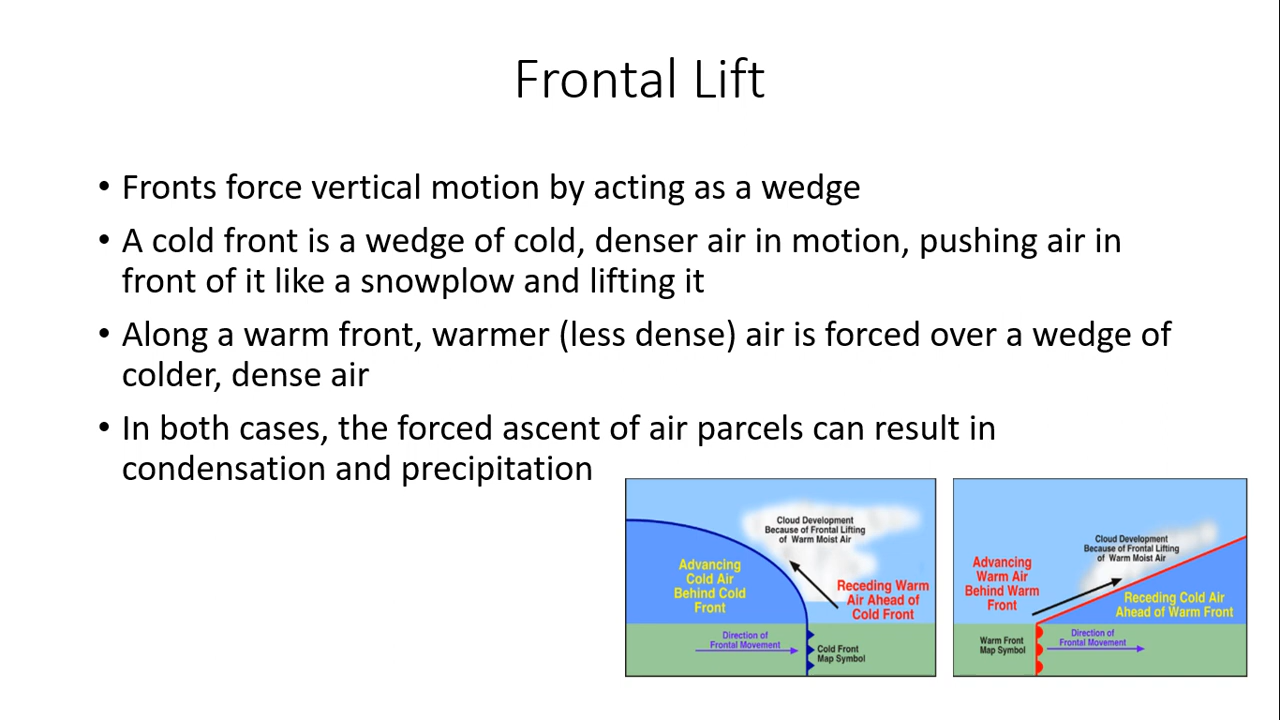 Frontal Lift
• Fronts force vertical motion by acting as a wedge
• A cold front is a wedge of cold, denser air in motion, pushing air in
front of it like a snowplow and lifting it
• Along a warm front, warmer (less dense) air is forced over a wedge of
colder, dense air
• In both cases, the forced ascent of air parcels can result in
condensation and precipitation
Cloud Development
Because of Frontal Lifting
of Warm Moist Air
Advancing
Cold Air
Behind Cold
Front
Receding Warm
Air Ahead of
Cold Front
Direction of
Frontal Movement
Cold Front
Map Symbol
Cloud Development
Because of Frontal Lifting
of Warm Moist Air
Advancing
Warm Air
Behind Warm
Front
Receding Cold Air
Ahead of Warm Front
Warm Front
Map Symbol
Direction of
Frontal Movement